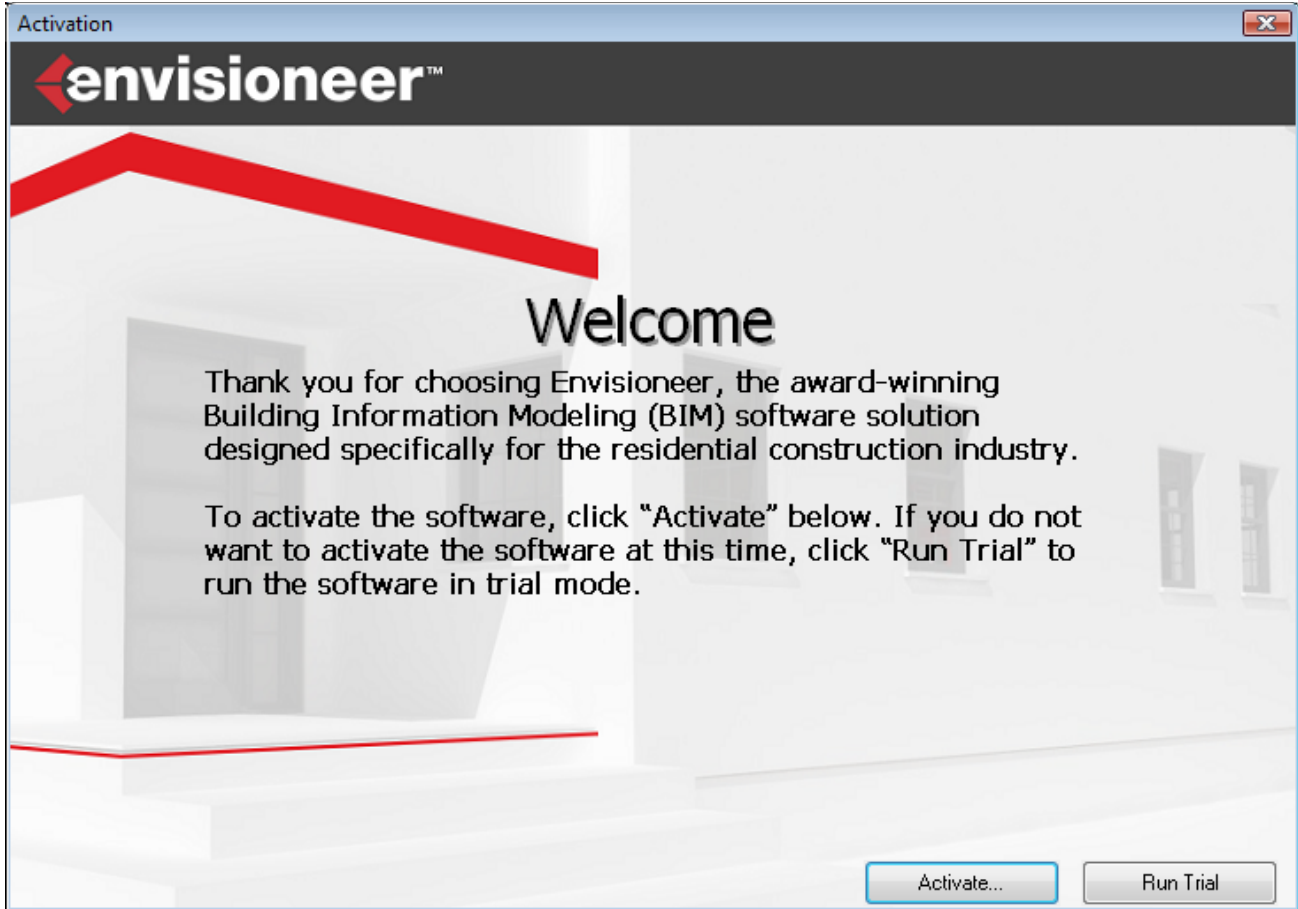 Activation
envisioneer™
Welcome
Thank you for choosing Envisioneer, the award-winning
Building Information Modeling (BIM) software solution
designed specifically for the residential construction industry.
To activate the software, click “Activate” below. If you do not
want to activate the software at this time, click “Run Trial” to
run the software in trial mode.
Activate... Run Trial